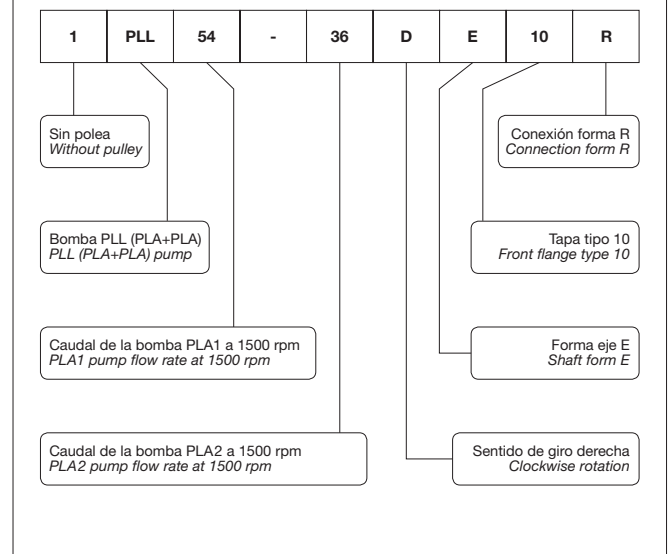 1 PLL 54 - 36 D E 10 R
Sin polea
Without pulley
Conexión forma R
Connection form R
Bomba PLL (PLA+PLA)
PLL (PLA+PLA) pump
Tapa tipo 10
Front flange type 10
Caudal de la bomba PLA1 a 1500 rpm
PLA1 pump flow rate at 1500 rpm
Forma eje E
Shaft form E
Caudal de la bomba PLA2 a 1500 rpm
PLA2 pump flow rate at 1500 rpm
Sentido de giro derecha
Clockwise rotation